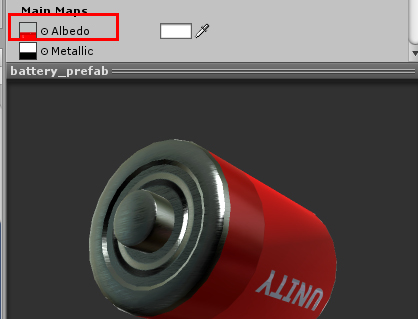 Main Maps
Albedo
Metallic
battery_prefab
UNITY